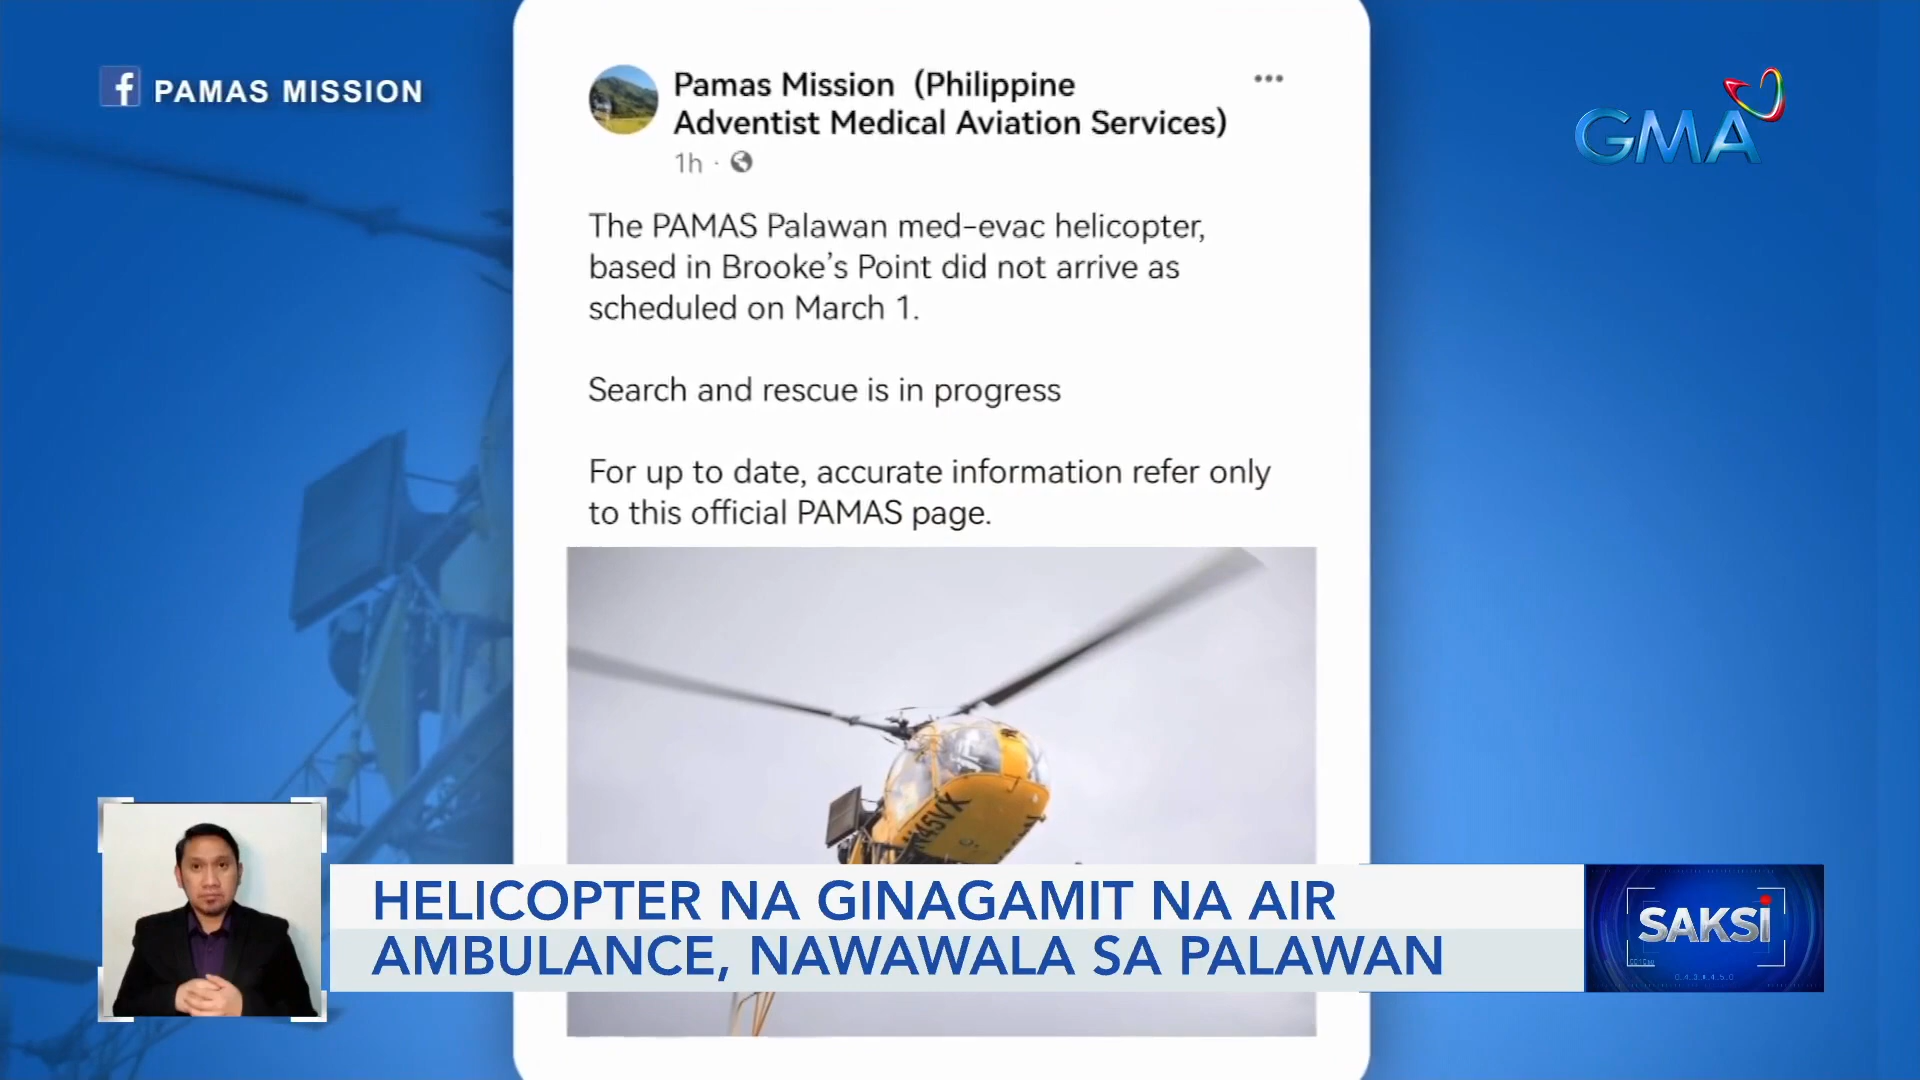 f PAMAS MISSION
GMA
Pamas Mission (Philippine
Adventist Medical Aviation Services)
1h ·
The PAMAS Palawan med-evac helicopter,
based in Brooke's Point did not arrive as
scheduled on March 1.
Search and rescue is in progress
For up to date, accurate information refer only
to this official PAMAS page.
N45VX
HELICOPTER NA GINAGAMIT NA AIR
AMBULANCE, NAWAWALA SA PALAWAN
SAKSI